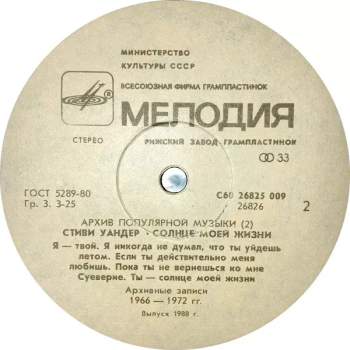 МИНИСТЕРСТВО
КУЛЬТУРЫ СССР
ВСЕСОЮЗНАЯ ФИРМА ГРАМПЛАСТИНОК
МЕЛОДИЯ
СТЕРЕО
РИЖСКИЙ ЗАВОД ГРАМПЛАСТИНОК
33
ГОСТ 5289-80
Гр. 3. 3-25
С60 26825 009
26826
2
АРХИВ ПОПУЛЯРНОЙ МУЗЫКИ (2)
СТИВИ УАНДЕР · СОЛНЦЕ МОЕЙ ЖИЗНИ
Я — твой. Я никогда не думал, что ты уйдешь
летом. Если ты действительно меня
любишь. Пока ты не вернешься ко мне
Суеверие. Ты — солнце моей жизни
Архивные записи
1966 — 1972 гг.
Выпуск 1988 г.